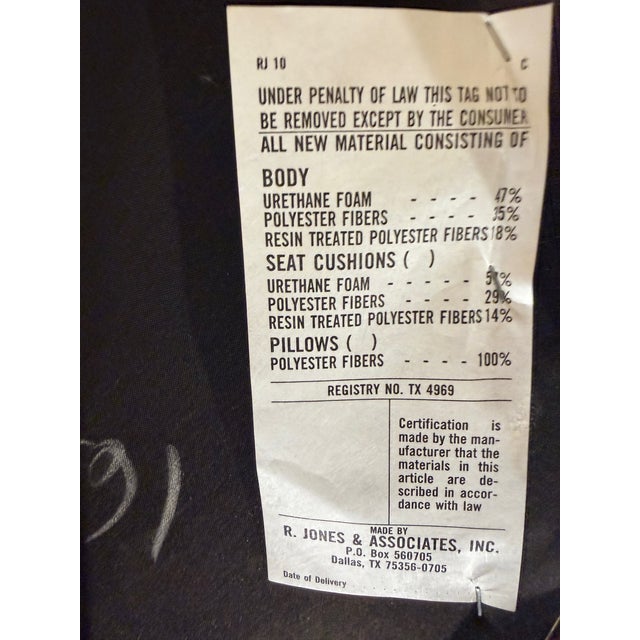 RJ 10 C
UNDER PENALTY OF LAW THIS TAG NOT TO
BE REMOVED EXCEPT BY THE CONSUMER
ALL NEW MATERIAL CONSISTING OF
BODY
URETHANE FOAM - - - - 47%
POLYESTER FIBERS - - - - 35%
RESIN TREATED POLYESTER FIBERS 18%
SEAT CUSHIONS ( )
URETHANE FOAM - - - - - 57%
POLYESTER FIBERS - - - - 29%
RESIN TREATED POLYESTER FIBERS 14%
PILLOWS ( )
POLYESTER FIBERS - - - - 100%
REGISTRY NO. TX 4969
Certification is
made by the man-
ufacturer that the
materials in this
article are de-
scribed in accor-
dance with law
MADE BY
R. JONES & ASSOCIATES, INC.
P.O. Box 560705
Dallas, TX 75356-0705
Date of Delivery